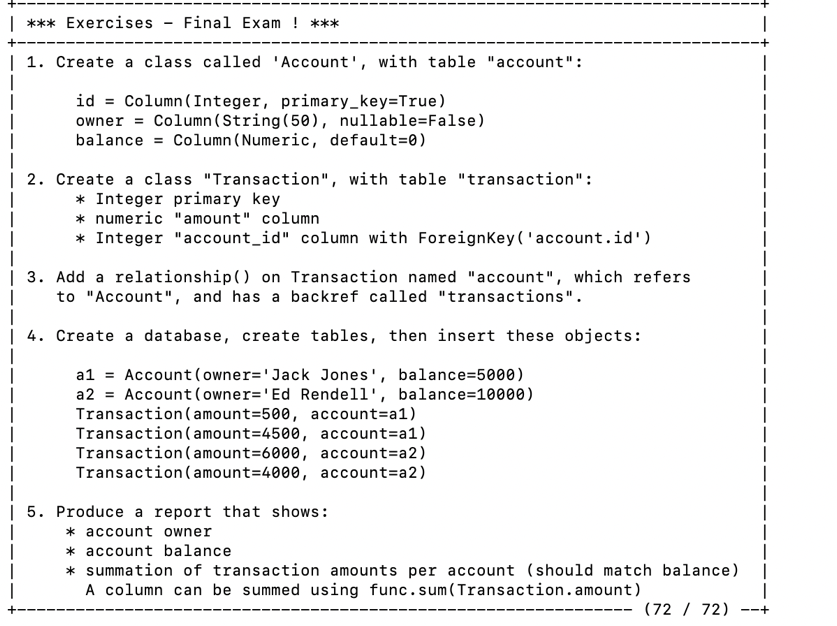 +------------------------------------------------------------------------------+
| *** Exercises – Final Exam ! *** |
+------------------------------------------------------------------------------+
| 1. Create a class called 'Account', with table "account": |
| id = Column(Integer, primary_key=True) |
| owner = Column(String(50), nullable=False) |
| balance = Column(Numeric, default=0) |
| 2. Create a class "Transaction", with table "transaction": |
| * Integer primary key |
| * numeric "amount" column |
| * Integer "account_id" column with ForeignKey('account.id') |
| 3. Add a relationship() on Transaction named "account", which refers |
| to "Account", and has a backref called "transactions". |
| 4. Create a database, create tables, then insert these objects: |
| a1 = Account(owner='Jack Jones', balance=5000) |
| a2 = Account(owner='Ed Rendell', balance=10000) |
| Transaction(amount=500, account=a1) |
| Transaction(amount=4500, account=a1) |
| Transaction(amount=6000, account=a2) |
| Transaction(amount=4000, account=a2) |
| 5. Produce a report that shows: |
| * account owner |
| * account balance |
| * summation of transaction amounts per account (should match balance) |
| A column can be summed using func.sum(Transaction.amount) |
+---------------------------------------------------------------- (72 / 72) --+